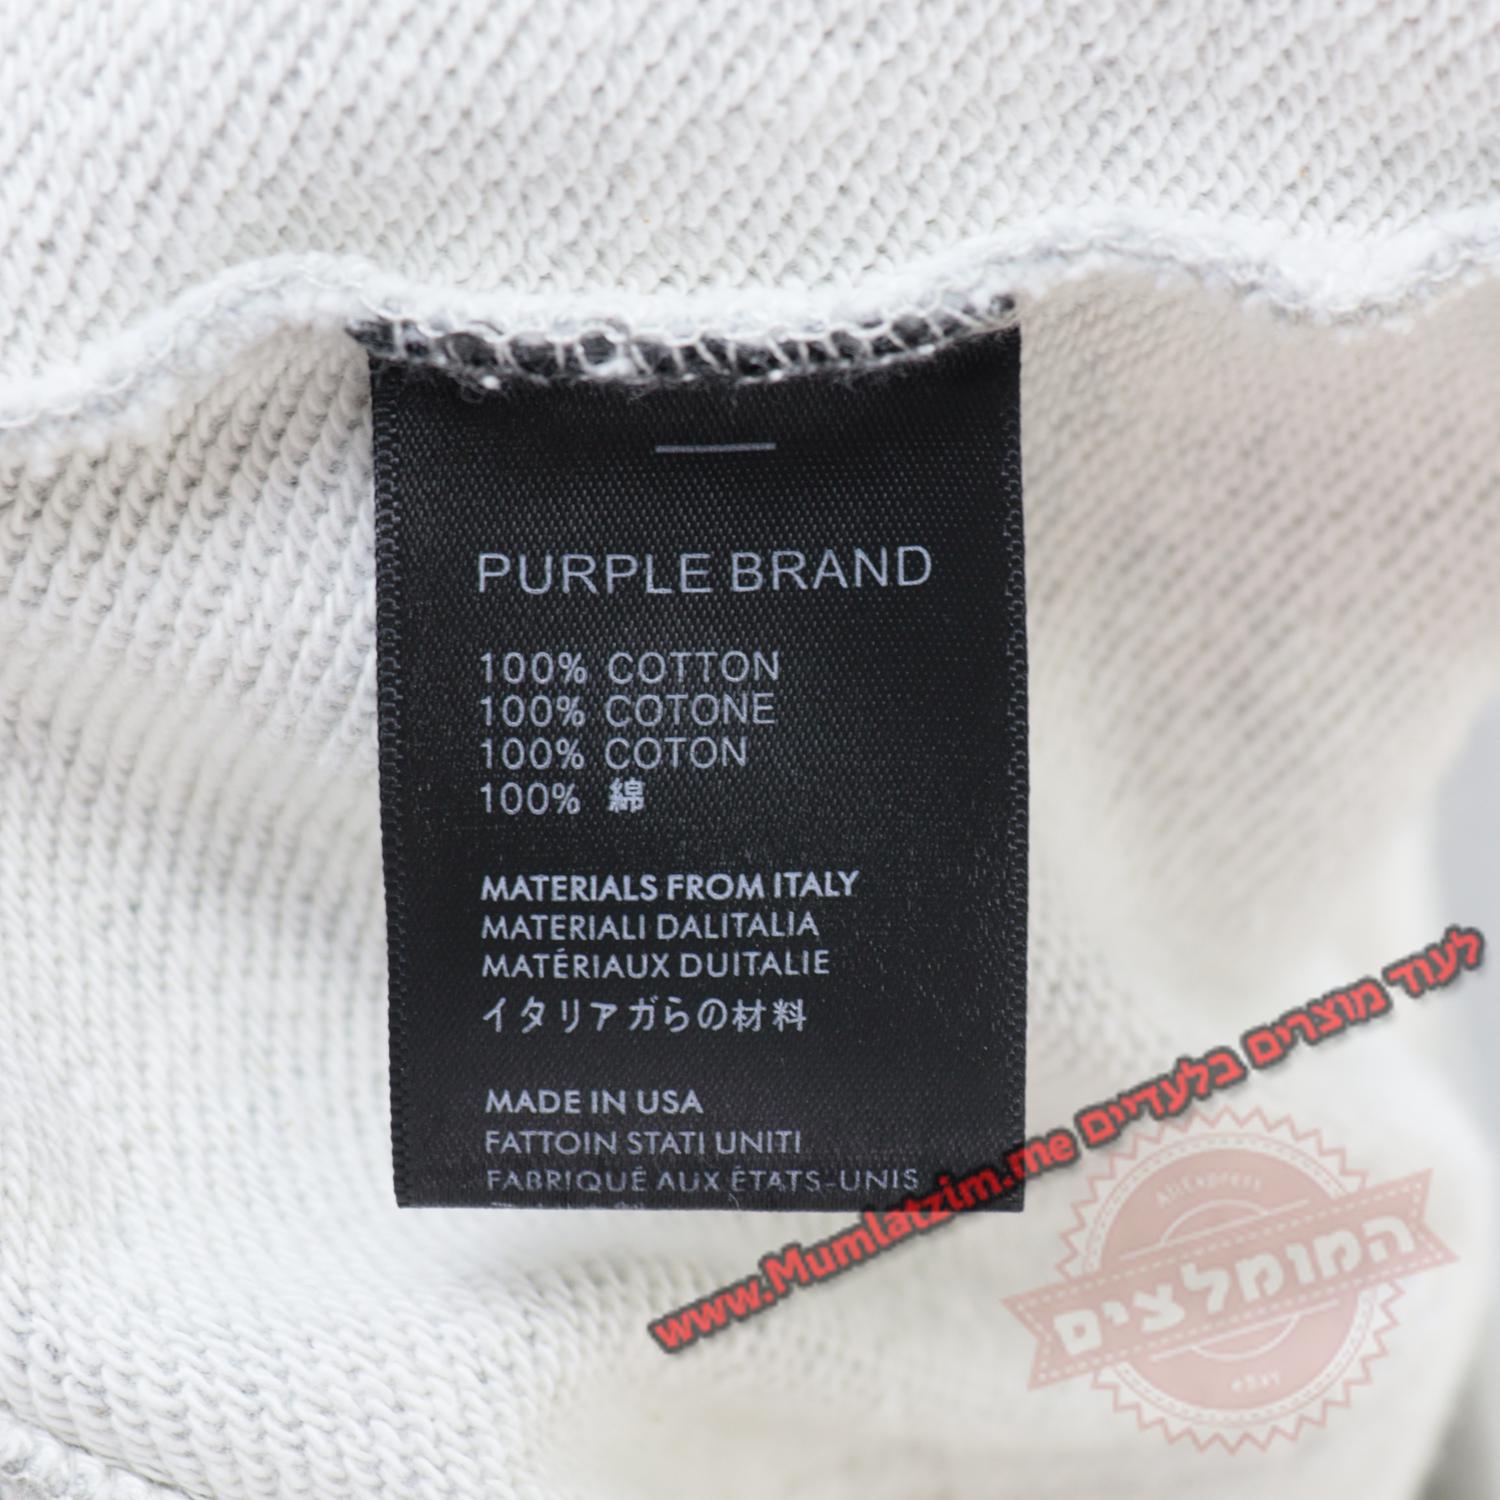 PURPLE BRAND
100% COTTON
100% COTONE
100% COTON
100% 綿
MATERIALS FROM ITALY
MATERIALI DALITALIA
MATÉRIAUX DUITALIE
イタリア ガらの材料
MADE IN USA
FATTOIN STATI UNITI
FABRIQUÉ AUX ÉTATS-UNIS
לעוד מוצרים בלעדיים www.Mumlatzim.me
AliExpress
המומלצים
eBay